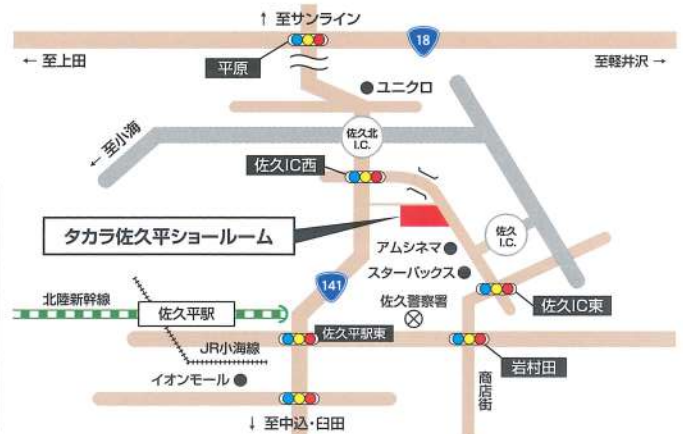 ↑ 至サンライン
18
← 至上田
平原
至軽井沢 →
ユニクロ
← 至小海
佐久北
I.C.
佐久IC西
タカラ佐久平ショールーム
佐久
I.C.
アムシネマ
スターバックス
141
北陸新幹線
佐久平駅
佐久警察署
佐久IC東
佐久平駅東
JR小海線
岩村田
イオンモール
商店街
↓ 至中込・臼田